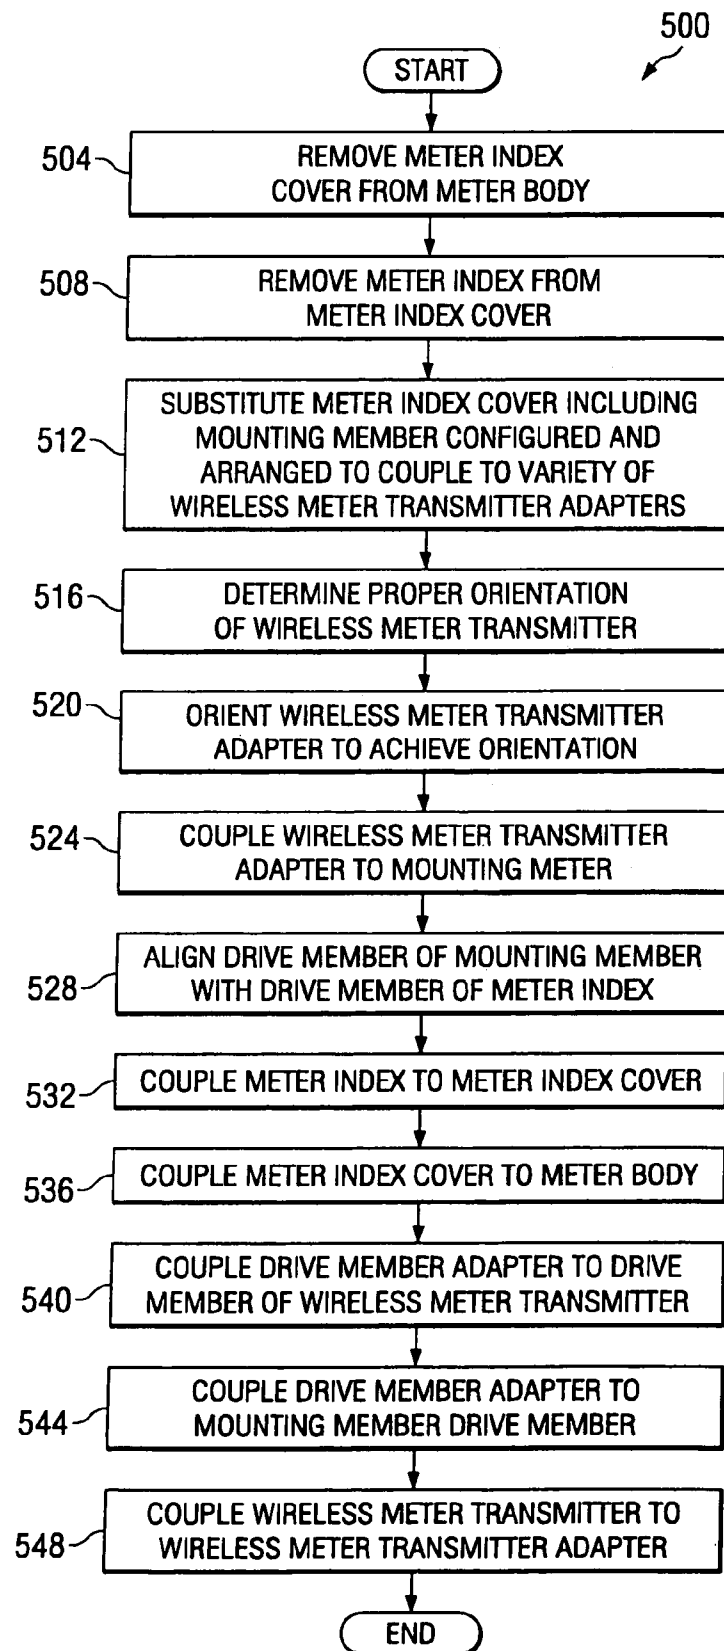 500
START
504
REMOVE METER INDEX
COVER FROM METER BODY
508
REMOVE METER INDEX FROM
METER INDEX COVER
512
SUBSTITUTE METER INDEX COVER INCLUDING
MOUNTING MEMBER CONFIGURED AND
ARRANGED TO COUPLE TO VARIETY OF
WIRELESS METER TRANSMITTER ADAPTERS
516
DETERMINE PROPER ORIENTATION
OF WIRELESS METER TRANSMITTER
520
ORIENT WIRELESS METER TRANSMITTER
ADAPTER TO ACHIEVE ORIENTATION
524
COUPLE WIRELESS METER TRANSMITTER
ADAPTER TO MOUNTING METER
528
ALIGN DRIVE MEMBER OF MOUNTING MEMBER
WITH DRIVE MEMBER OF METER INDEX
532
COUPLE METER INDEX TO METER INDEX COVER
536
COUPLE METER INDEX COVER TO METER BODY
540
COUPLE DRIVE MEMBER ADAPTER TO DRIVE
MEMBER OF WIRELESS METER TRANSMITTER
544
COUPLE DRIVE MEMBER ADAPTER TO
MOUNTING MEMBER DRIVE MEMBER
548
COUPLE WIRELESS METER TRANSMITTER TO
WIRELESS METER TRANSMITTER ADAPTER
END